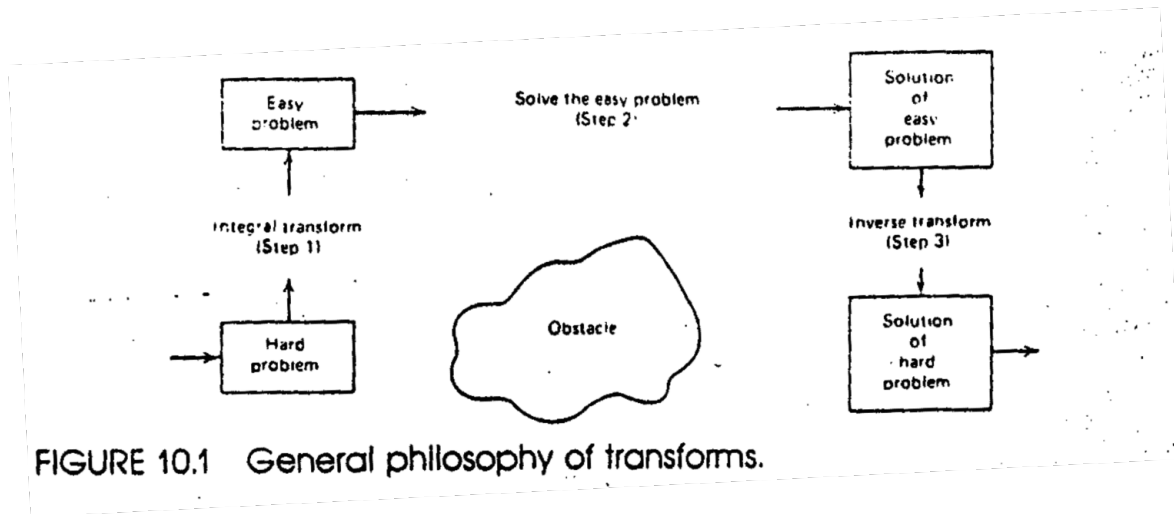 Easy
problem
Solve the easy problem
(Step 2)
Solution
of
easy
problem
Integral transform
(Step 1)
Inverse transform
(Step 3)
Hard
problem
Obstacle
Solution
of
hard
problem
FIGURE 10.1 General philosophy of transforms.